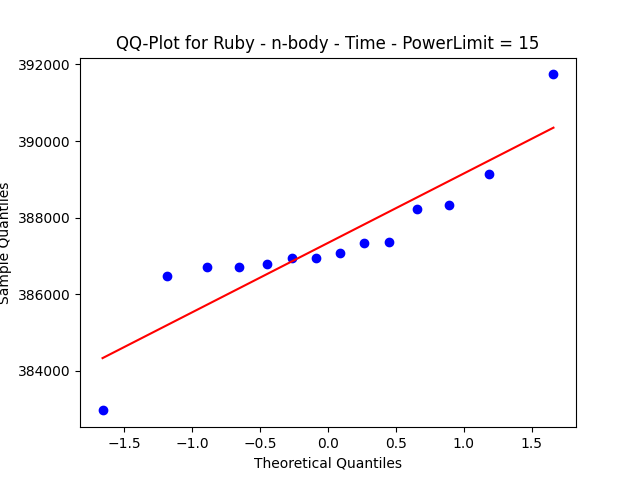 QQ-Plot for Ruby - n-body - Time - PowerLimit = 15
392000
390000
388000
386000
384000
Sample Quantiles
−1.5 −1.0 −0.5 0.0 0.5 1.0 1.5
Theoretical Quantiles